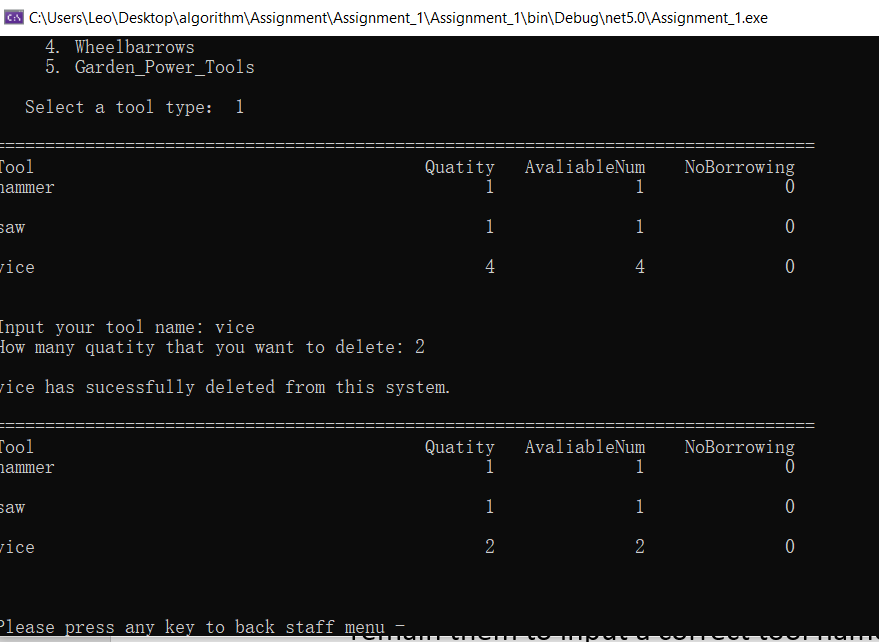 C:\Users\Leo\Desktop\algorithm\Assignment\Assignment_1\Assignment_1\bin\Debug\net5.0\Assignment_1.exe
4. Wheelbarrows
5. Garden_Power_Tools
Select a tool type: 1
================================================================================
Tool Quatity AvaliableNum NoBorrowing
hammer 1 1 0
saw 1 1 0
vice 4 4 0
Input your tool name: vice
How many quatity that you want to delete: 2
vice has sucessfully deleted from this system.
================================================================================
Tool Quatity AvaliableNum NoBorrowing
hammer 1 1 0
saw 1 1 0
vice 2 2 0
Please press any key to back staff menu
remain them to input a correct tool